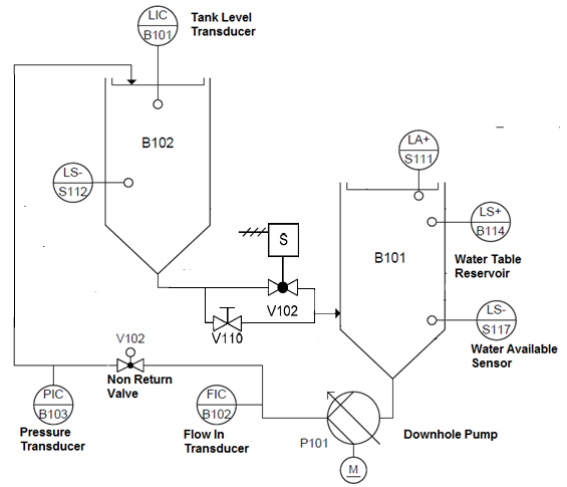 LIC
B101
Tank Level
Transducer
B102
LS-
S112
LA+
S111
LS+
B114
Water Table
Reservoir
B101
S
V102
V110
LS-
S117
Water Available
Sensor
V102
Non Return
Valve
PIC
B103
Pressure
Transducer
FIC
B102
Flow In
Transducer
P101
Downhole Pump
M